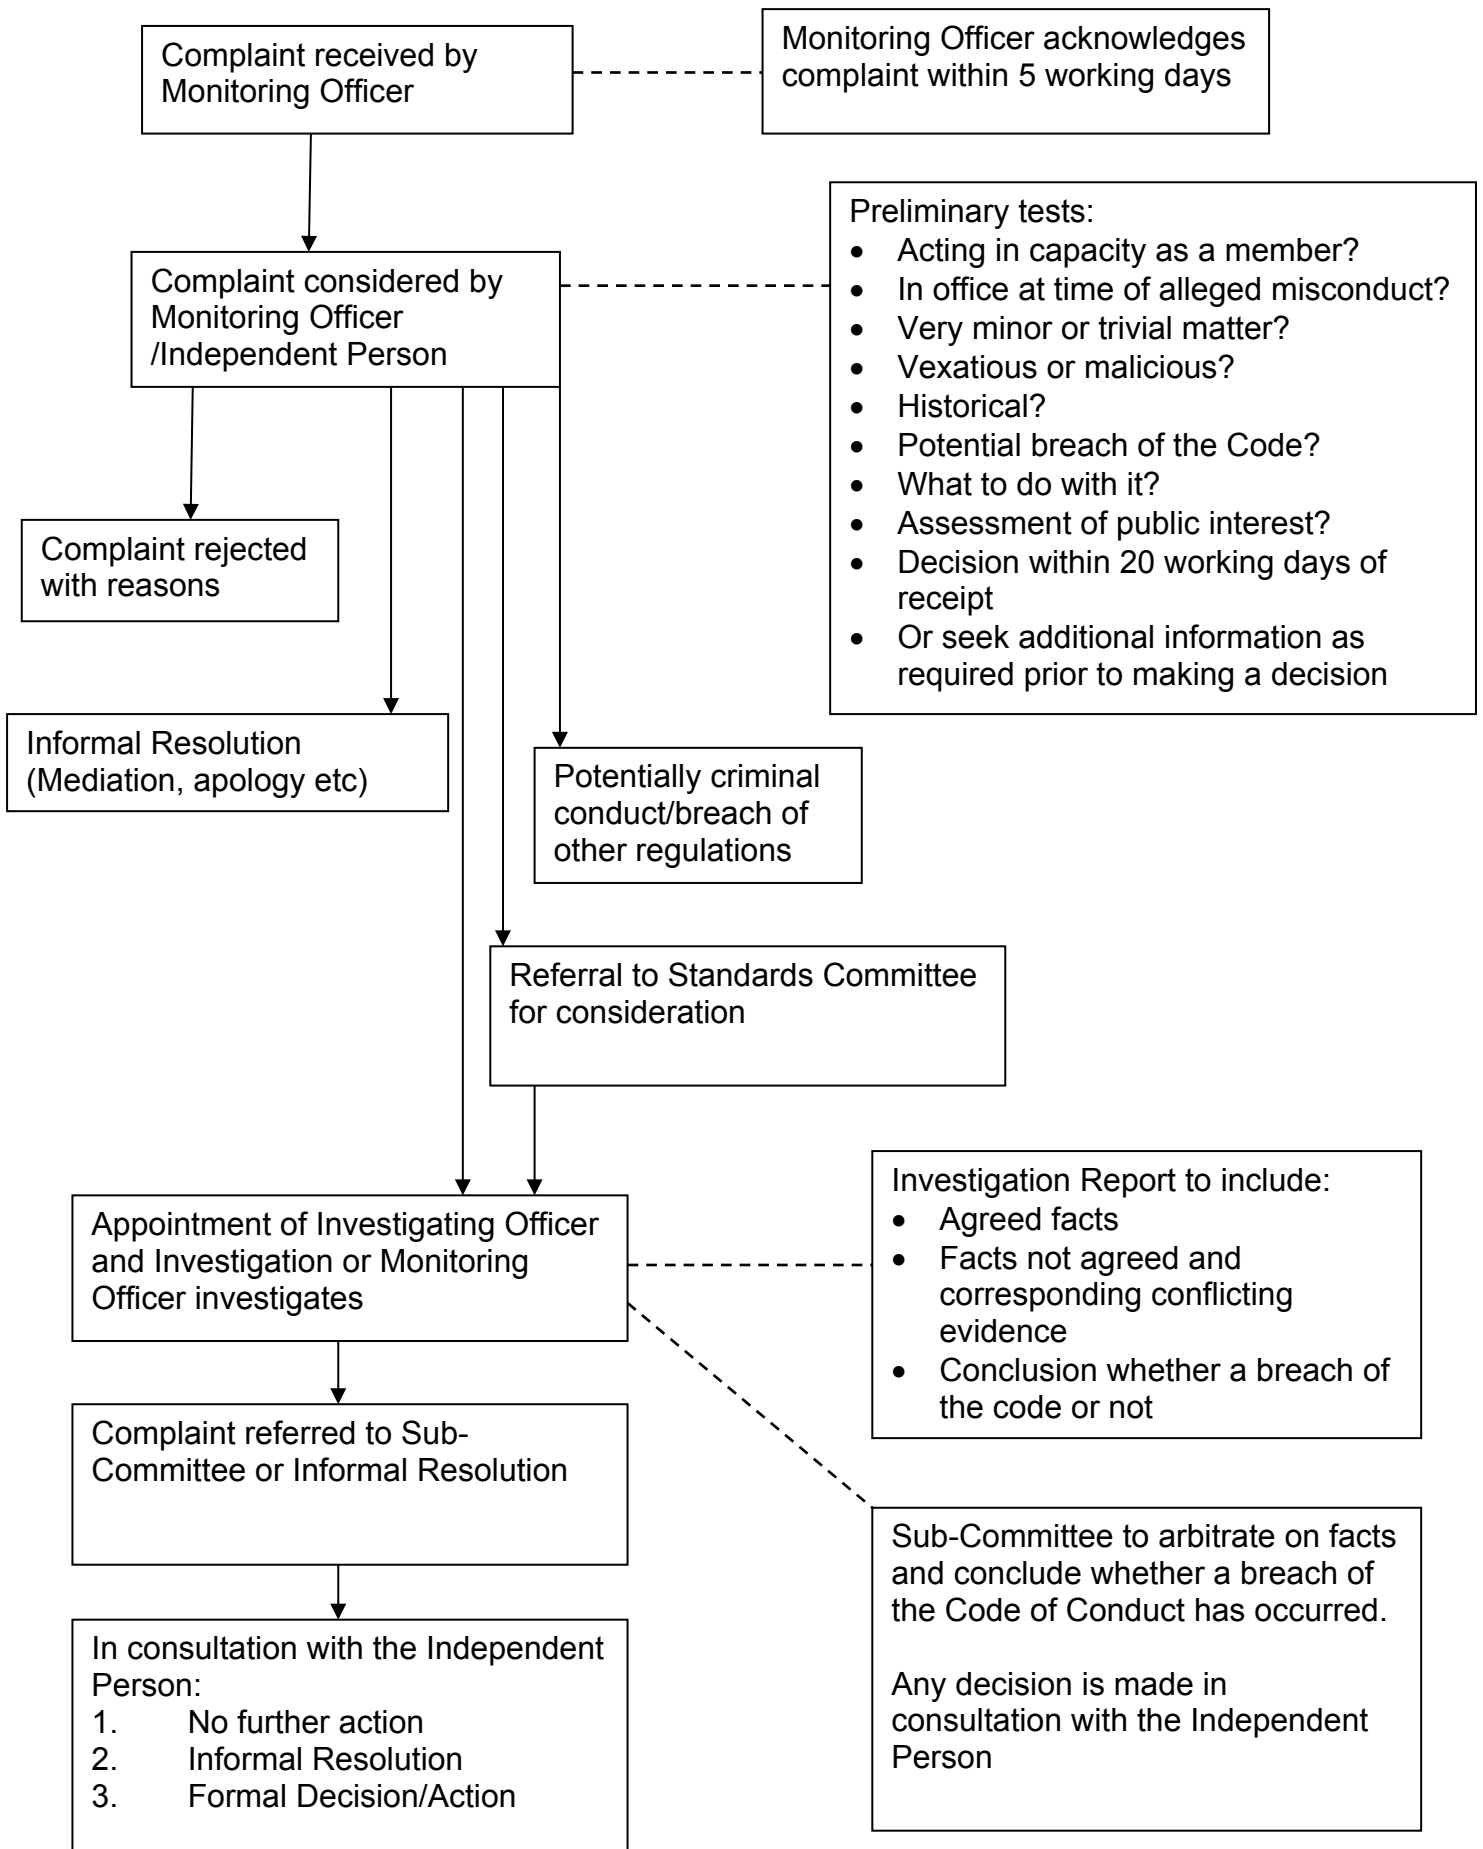 Complaint received by
Monitoring Officer
Monitoring Officer acknowledges
complaint within 5 working days
Complaint considered by
Monitoring Officer
/Independent Person
Preliminary tests:
• Acting in capacity as a member?
• In office at time of alleged misconduct?
• Very minor or trivial matter?
• Vexatious or malicious?
• Historical?
• Potential breach of the Code?
• What to do with it?
• Assessment of public interest?
• Decision within 20 working days of
receipt
• Or seek additional information as
required prior to making a decision
Complaint rejected
with reasons
Informal Resolution
(Mediation, apology etc)
Potentially criminal
conduct/breach of
other regulations
Referral to Standards Committee
for consideration
Appointment of Investigating Officer
and Investigation or Monitoring
Officer investigates
Investigation Report to include:
• Agreed facts
• Facts not agreed and
corresponding conflicting
evidence
• Conclusion whether a breach of
the code or not
Complaint referred to Sub-
Committee or Informal Resolution
Sub-Committee to arbitrate on facts
and conclude whether a breach of
the Code of Conduct has occurred.
Any decision is made in
consultation with the Independent
Person
In consultation with the Independent
Person:
1. No further action
2. Informal Resolution
3. Formal Decision/Action